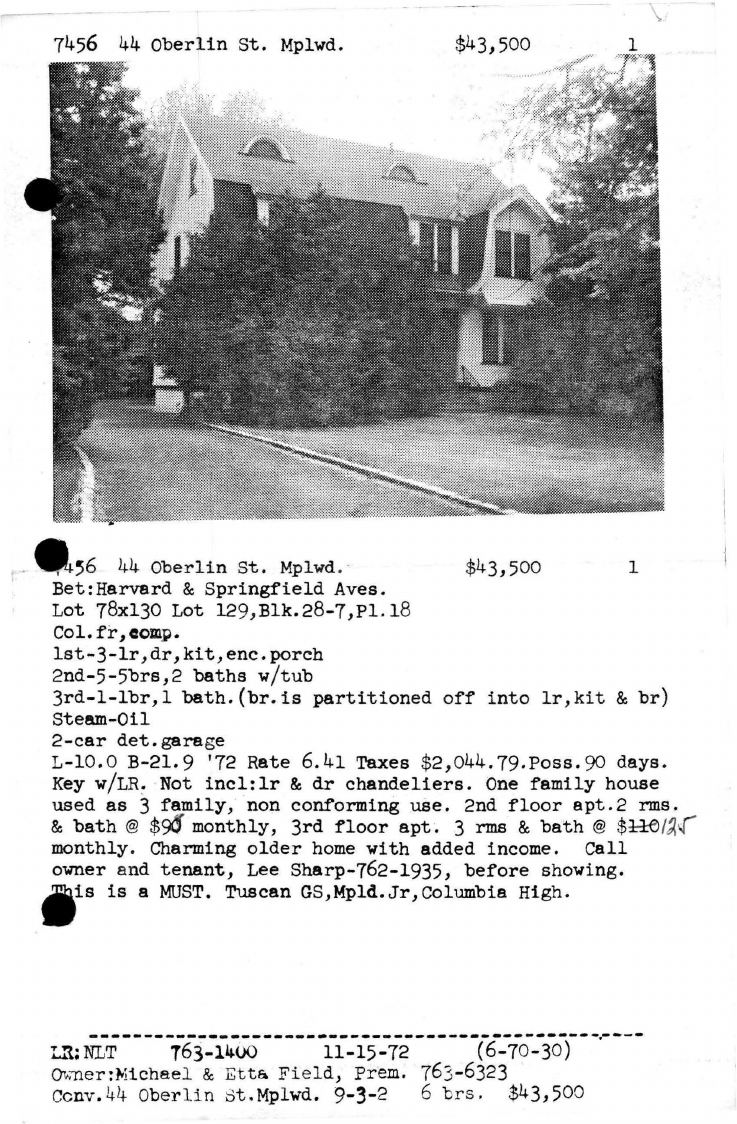 7456 44 Oberlin St. Mplwd. $43,500 1
456 44 Oberlin St. Mplwd. $43,500 1
Bet:Harvard & Springfield Aves.
Lot 78x130 Lot 129,Blk.28-7,Pl.18
Col.fr,comp.
1st-3-lr,dr,kit,enc.porch
2nd-5-5brs,2 baths w/tub
3rd-1-1br,1 bath.(br.is partitioned off into lr,kit & br)
Steam-Oil
2-car det.garage
L-10.0 B-21.9 '72 Rate 6.41 Taxes $2,044.79.Poss.90 days.
Key w/LR. Not incl:lr & dr chandeliers. One family house
used as 3 family, non conforming use. 2nd floor apt.2 rms.
& bath @ $90 monthly, 3rd floor apt. 3 rms & bath @ $110/125
monthly. Charming older home with added income. Call
owner and tenant, Lee Sharp-762-1935, before showing.
This is a MUST. Tuscan GS,Mpld.Jr,Columbia High.
LR:NLT 763-1400 11-15-72 (6-70-30)
Owner:Michael & Etta Field, Prem. 763-6323
Conv.44 Oberlin St.Mplwd. 9-3-2 6 brs. $43,500